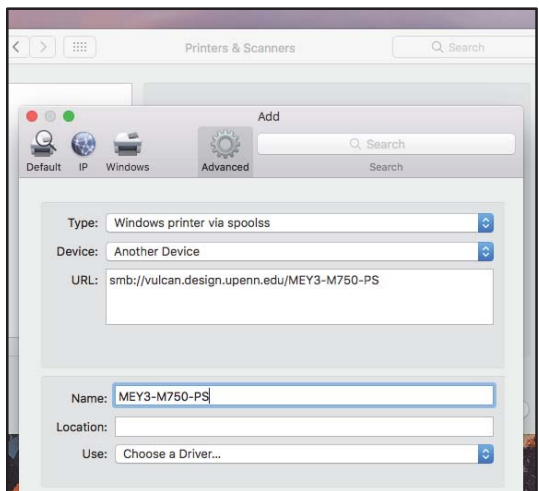 Printers & Scanners Search
Add
Search
Default IP Windows Advanced Search
Type: Windows printer via spoolss
Device: Another Device
URL: smb://vulcan.design.upenn.edu/MEY3-M750-PS
Name: MEY3-M750-PS
Location:
Use: Choose a Driver...